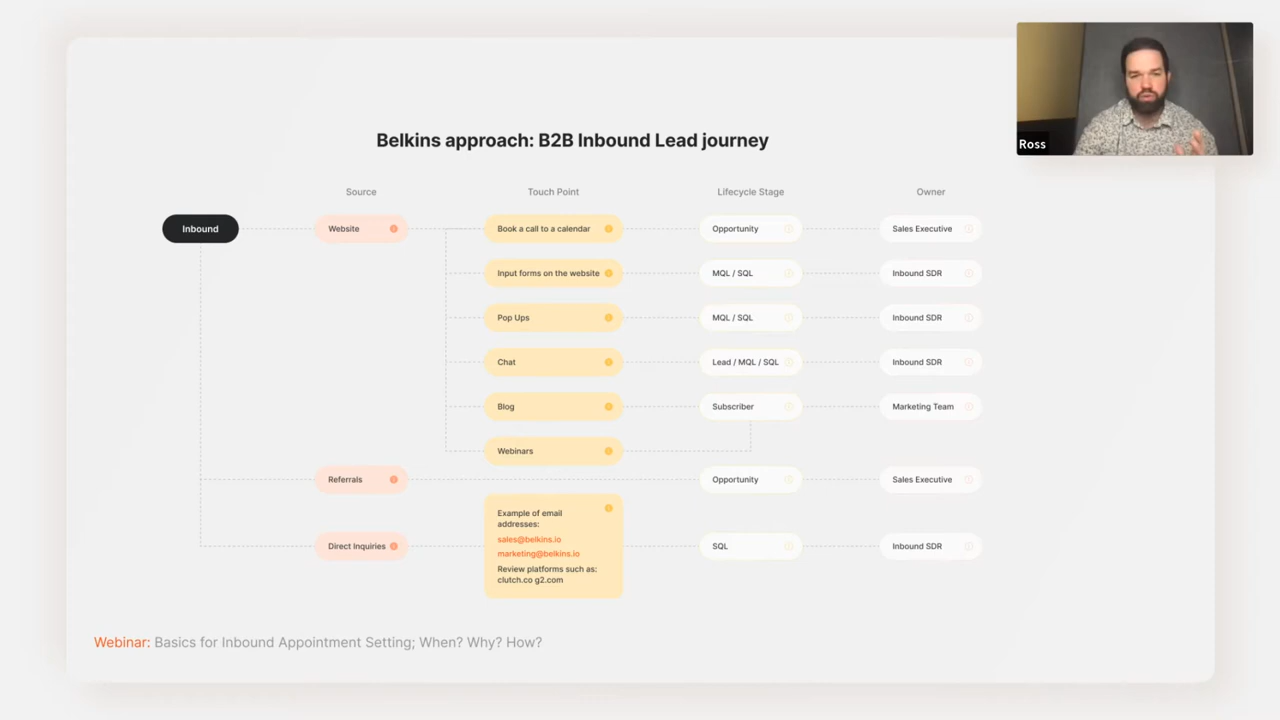 Ross
Belkins approach: B2B Inbound Lead journey
Source
Touch Point
Lifecycle Stage
Owner
Inbound
Website
Book a call to a calendar
Opportunity
Sales Executive
Input forms on the website
MQL / SQL
Inbound SDR
Pop Ups
MQL / SQL
Inbound SDR
Chat
Lead / MQL / SQL
Inbound SDR
Blog
Subscriber
Marketing Team
Webinars
Referrals
Opportunity
Sales Executive
Direct Inquiries
Example of email
addresses:
sales@belkins.io
marketing@belkins.io
Review platforms such as:
clutch.co g2.com
SQL
Inbound SDR
Webinar: Basics for Inbound Appointment Setting; When? Why? How?